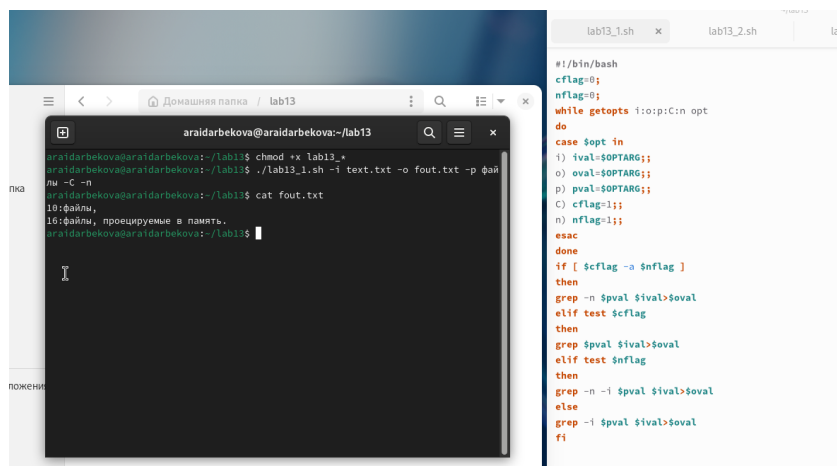 lab13_1.sh × lab13_2.sh
Домашняя папка / lab13
araidarbekova@araidarbekova:~/lab13
araidarbekova@araidarbekova:~/lab13$ chmod +x lab13_*
araidarbekova@araidarbekova:~/lab13$ ./lab13_1.sh -i text.txt -o fout.txt -p фай
лы -C -n
araidarbekova@araidarbekova:~/lab13$ cat fout.txt
10:файлы,
16:файлы, проецируемые в память.
araidarbekova@araidarbekova:~/lab13$
пка
ложения
#!/bin/bash
cflag=0;
nflag=0;
while getopts i:o:p:C:n opt
do
case $opt in
i) ival=$OPTARG;;
o) oval=$OPTARG;;
p) pval=$OPTARG;;
C) cflag=1;;
n) nflag=1;;
esac
done
if [ $cflag -a $nflag ]
then
grep -n $pval $ival>$oval
elif test $cflag
then
grep $pval $ival>$oval
elif test $nflag
then
grep -n -i $pval $ival>$oval
else
grep -i $pval $ival>$oval
fi